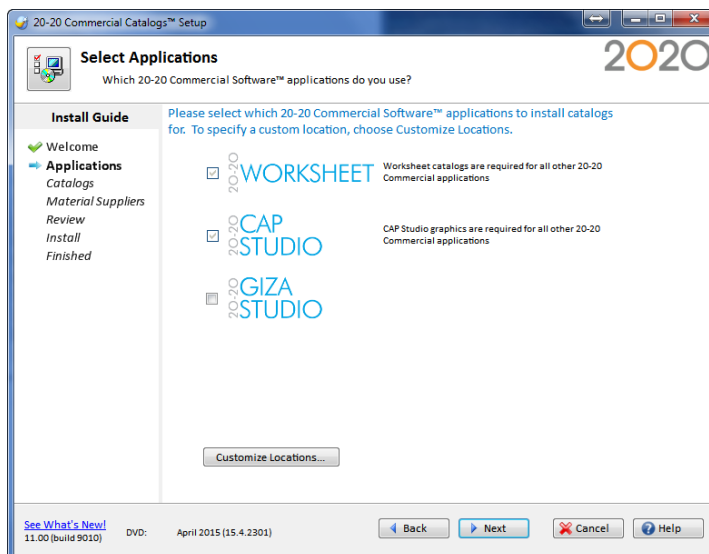 20-20 Commercial Catalogs™ Setup
Select Applications
Which 20-20 Commercial Software™ applications do you use?
2020
Install Guide
Welcome
Applications
Catalogs
Material Suppliers
Review
Install
Finished
Please select which 20-20 Commercial Software™ applications to install catalogs
for. To specify a custom location, choose Customize Locations.
20-20 WORKSHEET
Worksheet catalogs are required for all other 20-20
Commercial applications
20-20 CAP
STUDIO
CAP Studio graphics are required for all other 20-20
Commercial applications
20-20 GIZA
STUDIO
Customize Locations...
See What's New!
11.00 (build 9010)
DVD:
April 2015 (15.4.2301)
Back
Next
Cancel
Help